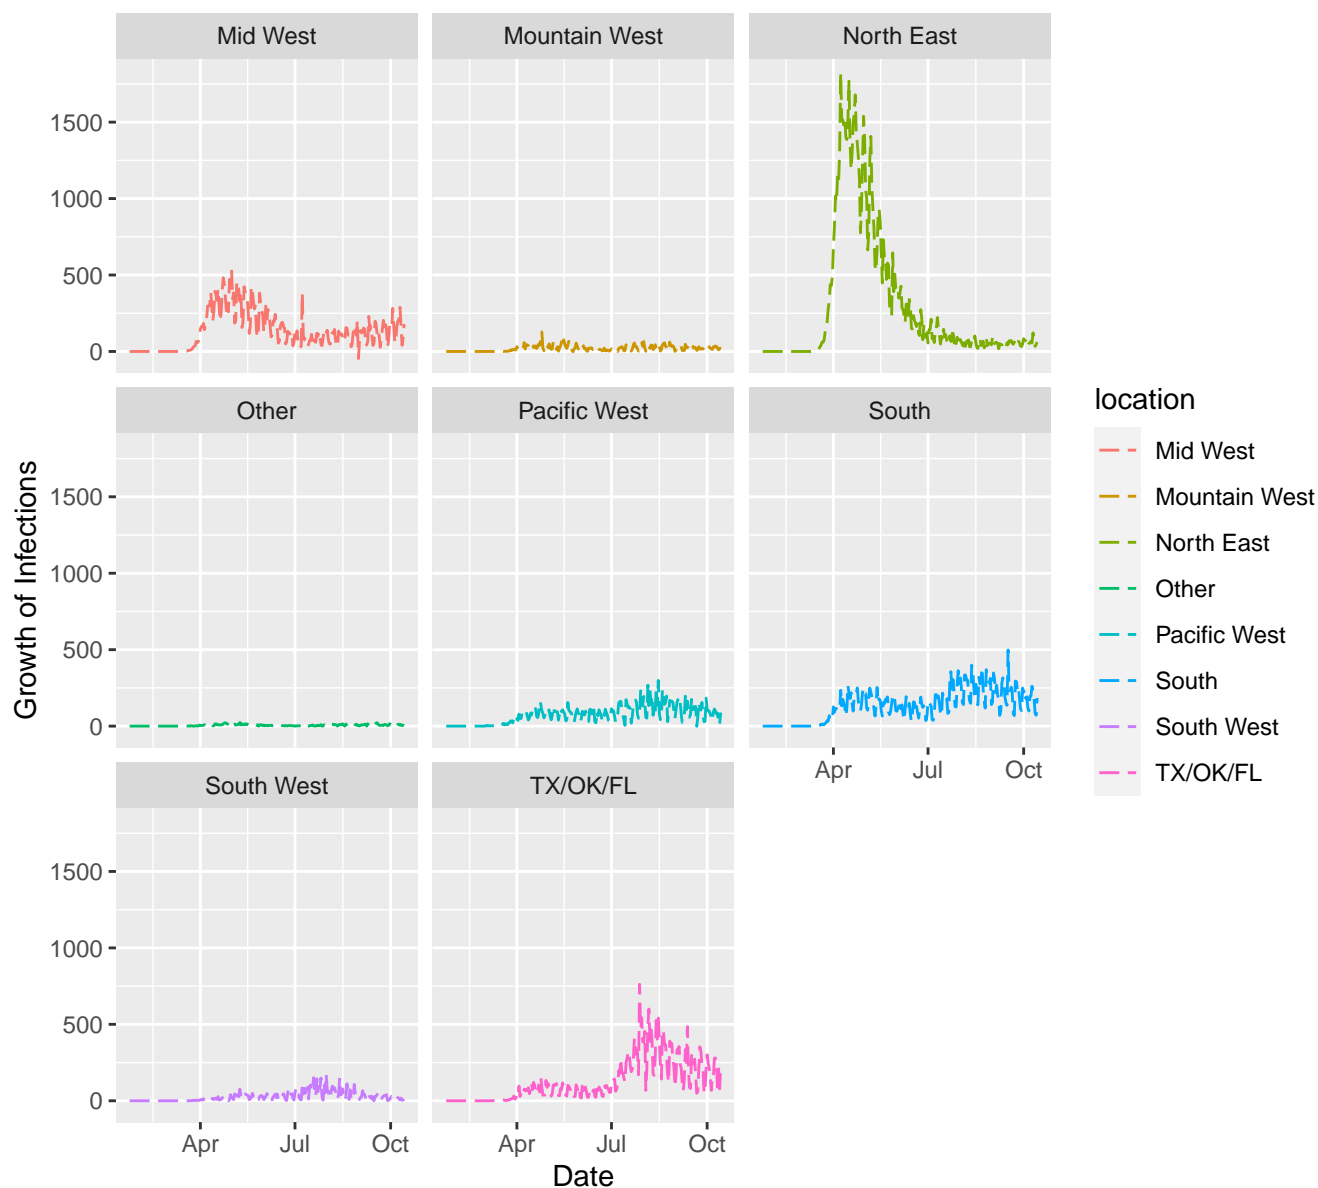 Mid West
Mountain West
North East
1500
1000
500
0
Other
Pacific West
South
1500
1000
500
0
Apr
Jul
Oct
South West
TX/OK/FL
1500
1000
500
0
Apr
Jul
Oct
Apr
Jul
Oct
Date
Growth of Infections
location
Mid West
Mountain West
North East
Other
Pacific West
South
South West
TX/OK/FL